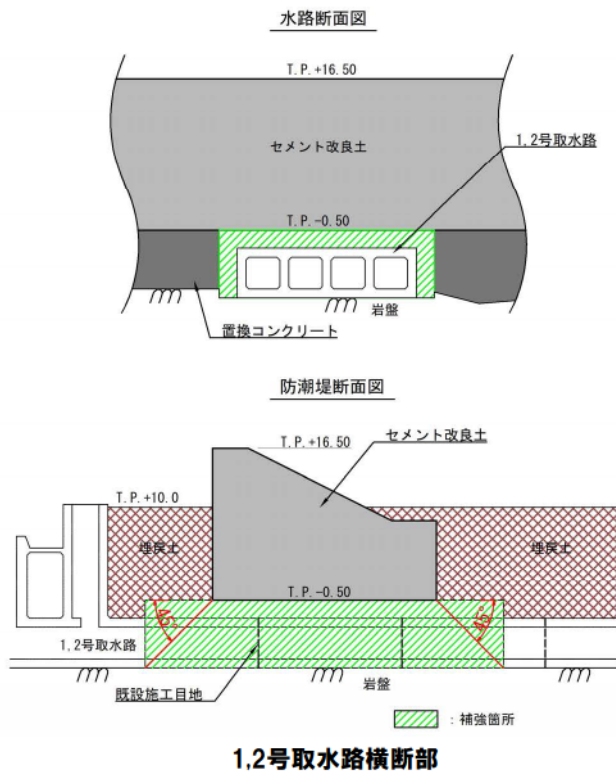 水路断面図
T.P.+16.50
セメント改良土
1,2号取水路
T.P.-0.50
岩盤
置換コンクリート
防潮堤断面図
セメント改良土
T.P.+16.50
T.P.+10.0
埋戻土
埋戻土
T.P.-0.50
45°
45°
1,2号取水路
既設施工目地
岩盤
：補強箇所
1,2号取水路横断部